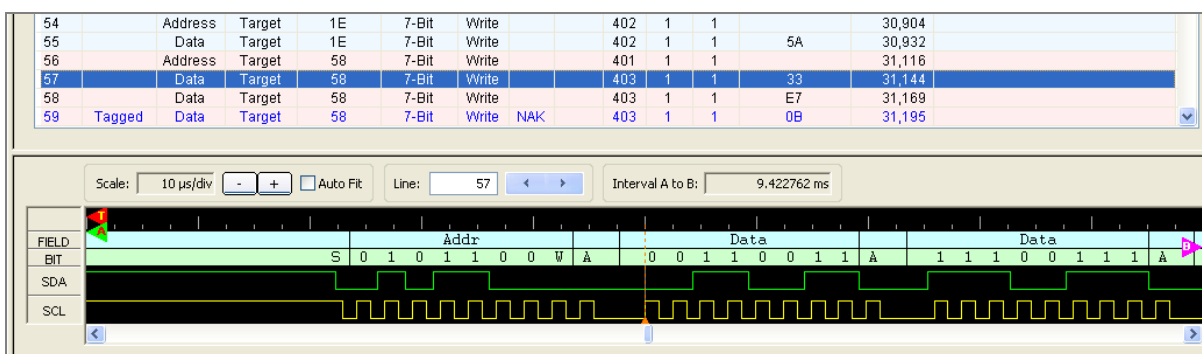 54 Address Target 1E 7-Bit Write 402 1 1 30,904
55 Data Target 1E 7-Bit Write 402 1 1 5A 30,932
56 Address Target 58 7-Bit Write 401 1 1 31,116
57 Data Target 58 7-Bit Write 403 1 1 33 31,144
58 Data Target 58 7-Bit Write 403 1 1 E7 31,169
59 Tagged Data Target 58 7-Bit Write NAK 403 1 1 0B 31,195
Scale: 10 µs/div - + Auto Fit Line: 57 Interval A to B: 9.422762 ms
T
A
FIELD Addr Data Data B
BIT S 0 1 0 1 1 0 0 W A 0 0 1 1 0 0 1 1 A 1 1 1 0 0 1 1 1 A
SDA
SCL